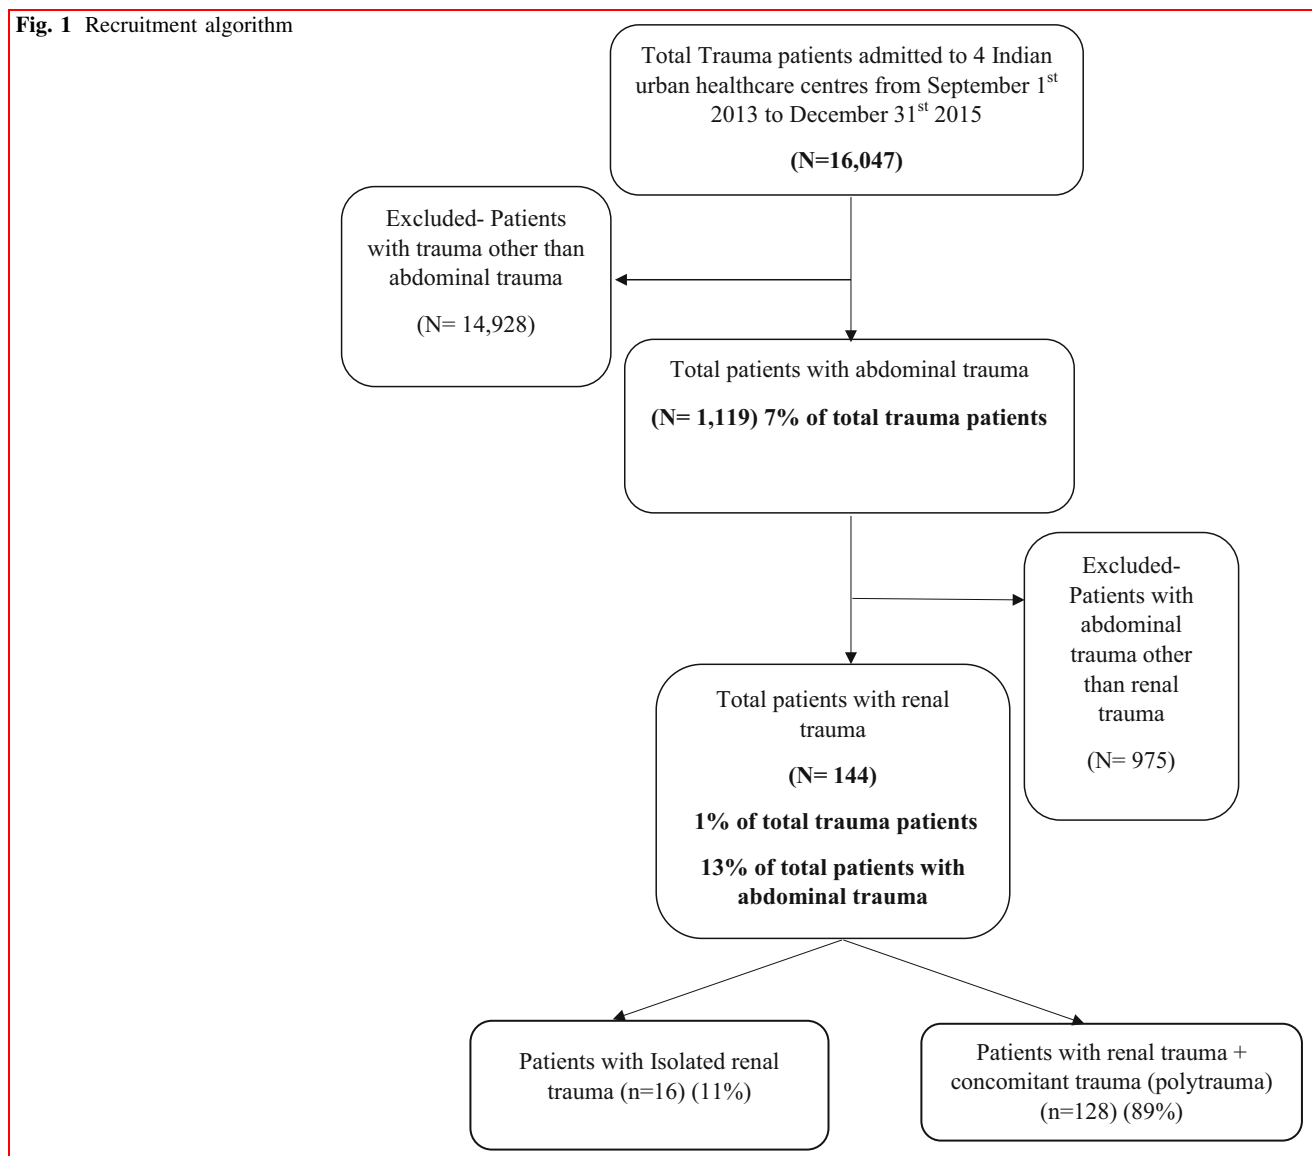 Fig. 1 Recruitment algorithm
Total Trauma patients admitted to 4 Indian
urban healthcare centres from September 1st
2013 to December 31st 2015
(N=16,047)
Excluded- Patients
with trauma other than
abdominal trauma
(N= 14,928)
Total patients with abdominal trauma
(N= 1,119) 7% of total trauma patients
Excluded-
Patients with
abdominal
trauma other
than renal
trauma
(N= 975)
Total patients with renal
trauma
(N= 144)
1% of total trauma patients
13% of total patients with
abdominal trauma
Patients with Isolated renal
trauma (n=16) (11%)
Patients with renal trauma +
concomitant trauma (polytrauma)
(n=128) (89%)